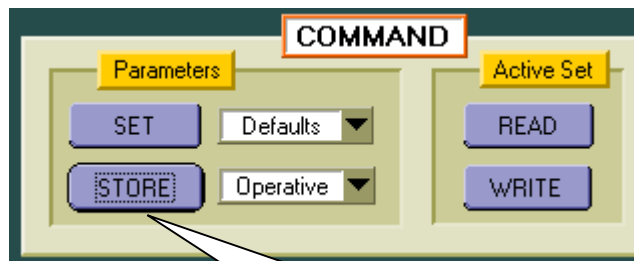 COMMAND
Parameters
Active Set
SET
Defaults
READ
STORE
Operative
WRITE